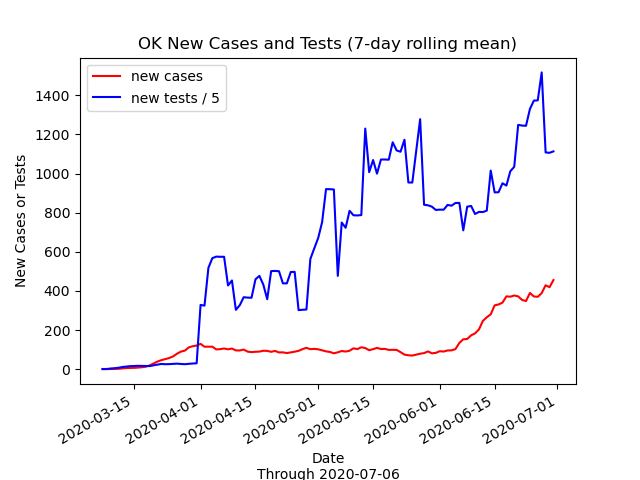 OK New Cases and Tests (7-day rolling mean)
new cases
new tests / 5
New Cases or Tests
1400
1200
1000
800
600
400
200
0
2020-03-15
2020-04-01
2020-04-15
2020-05-01
2020-05-15
2020-06-01
2020-06-15
2020-07-01
Date
Through 2020-07-06